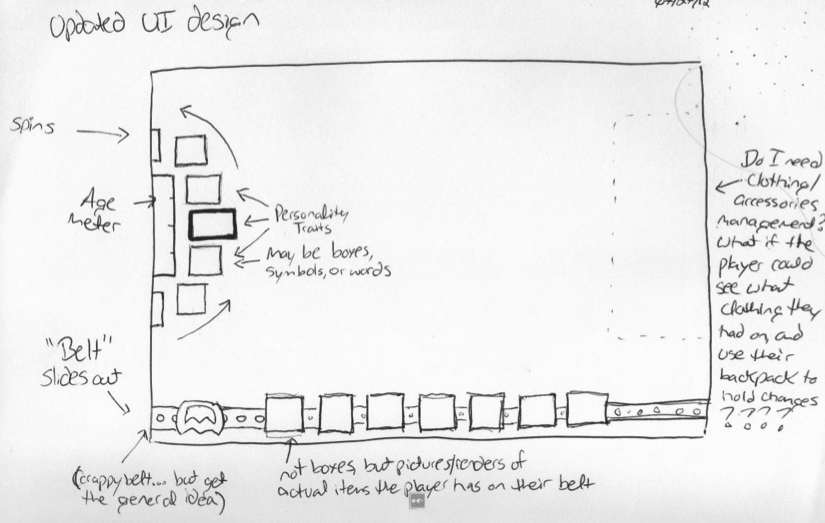 Updated UI design
Spins
Age
Meter
Personality
Traits
May be boxes,
symbols, or words
"Belt"
slides out
(crappy belt... but get
the general idea)
not boxes, but pictures/renders of
actual items the player has on their belt
Do I need
clothing/
accessories
management?
what if the
player could
see what
clothing they
had on, and
use their
backpack to
hold changes
????